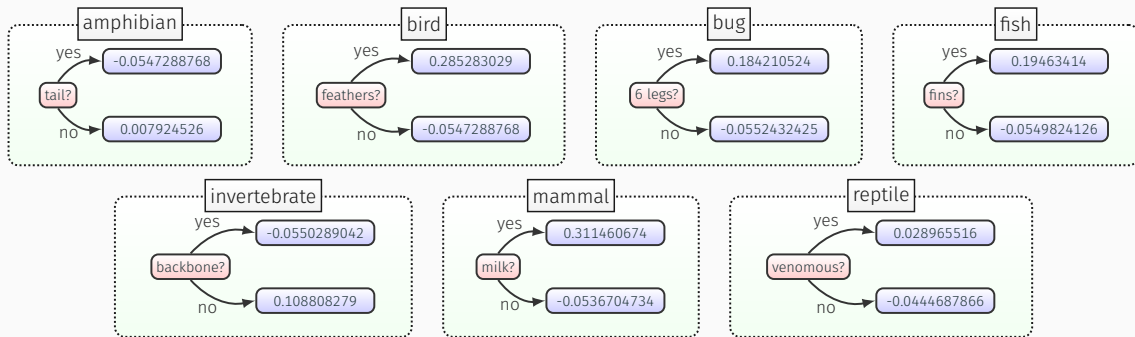 amphibian
yes
-0.0547288768
tail?
no
0.007924526
bird
yes
0.285283029
feathers?
no
-0.0547288768
bug
yes
0.184210524
6 legs?
no
-0.0552432425
fish
yes
0.19463414
fins?
no
-0.0549824126
invertebrate
yes
-0.0550289042
backbone?
no
0.108808279
mammal
yes
0.311460674
milk?
no
-0.0536704734
reptile
yes
0.028965516
venomous?
no
-0.0444687866